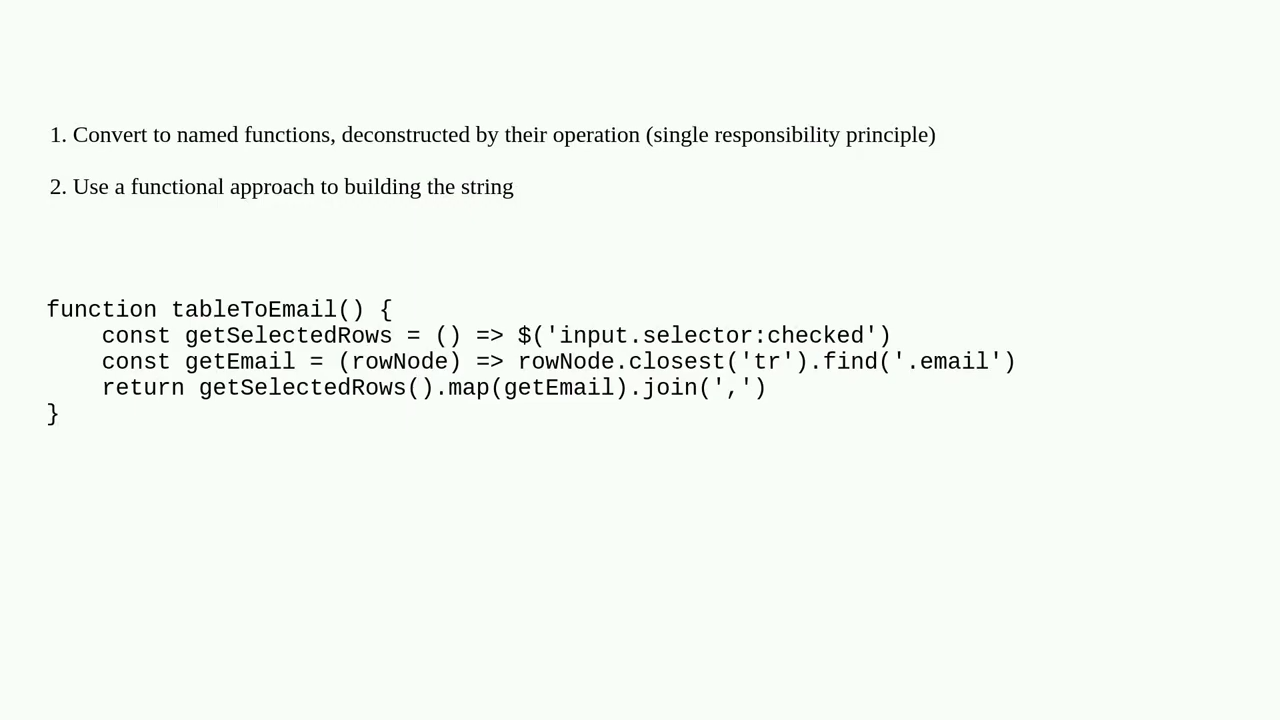 1. Convert to named functions, deconstructed by their operation (single responsibility principle)
2. Use a functional approach to building the string
function tableToEmail() {
    const getSelectedRows = () => $('input.selector:checked')
    const getEmail = (rowNode) => rowNode.closest('tr').find('.email')
    return getSelectedRows().map(getEmail).join(',')
}